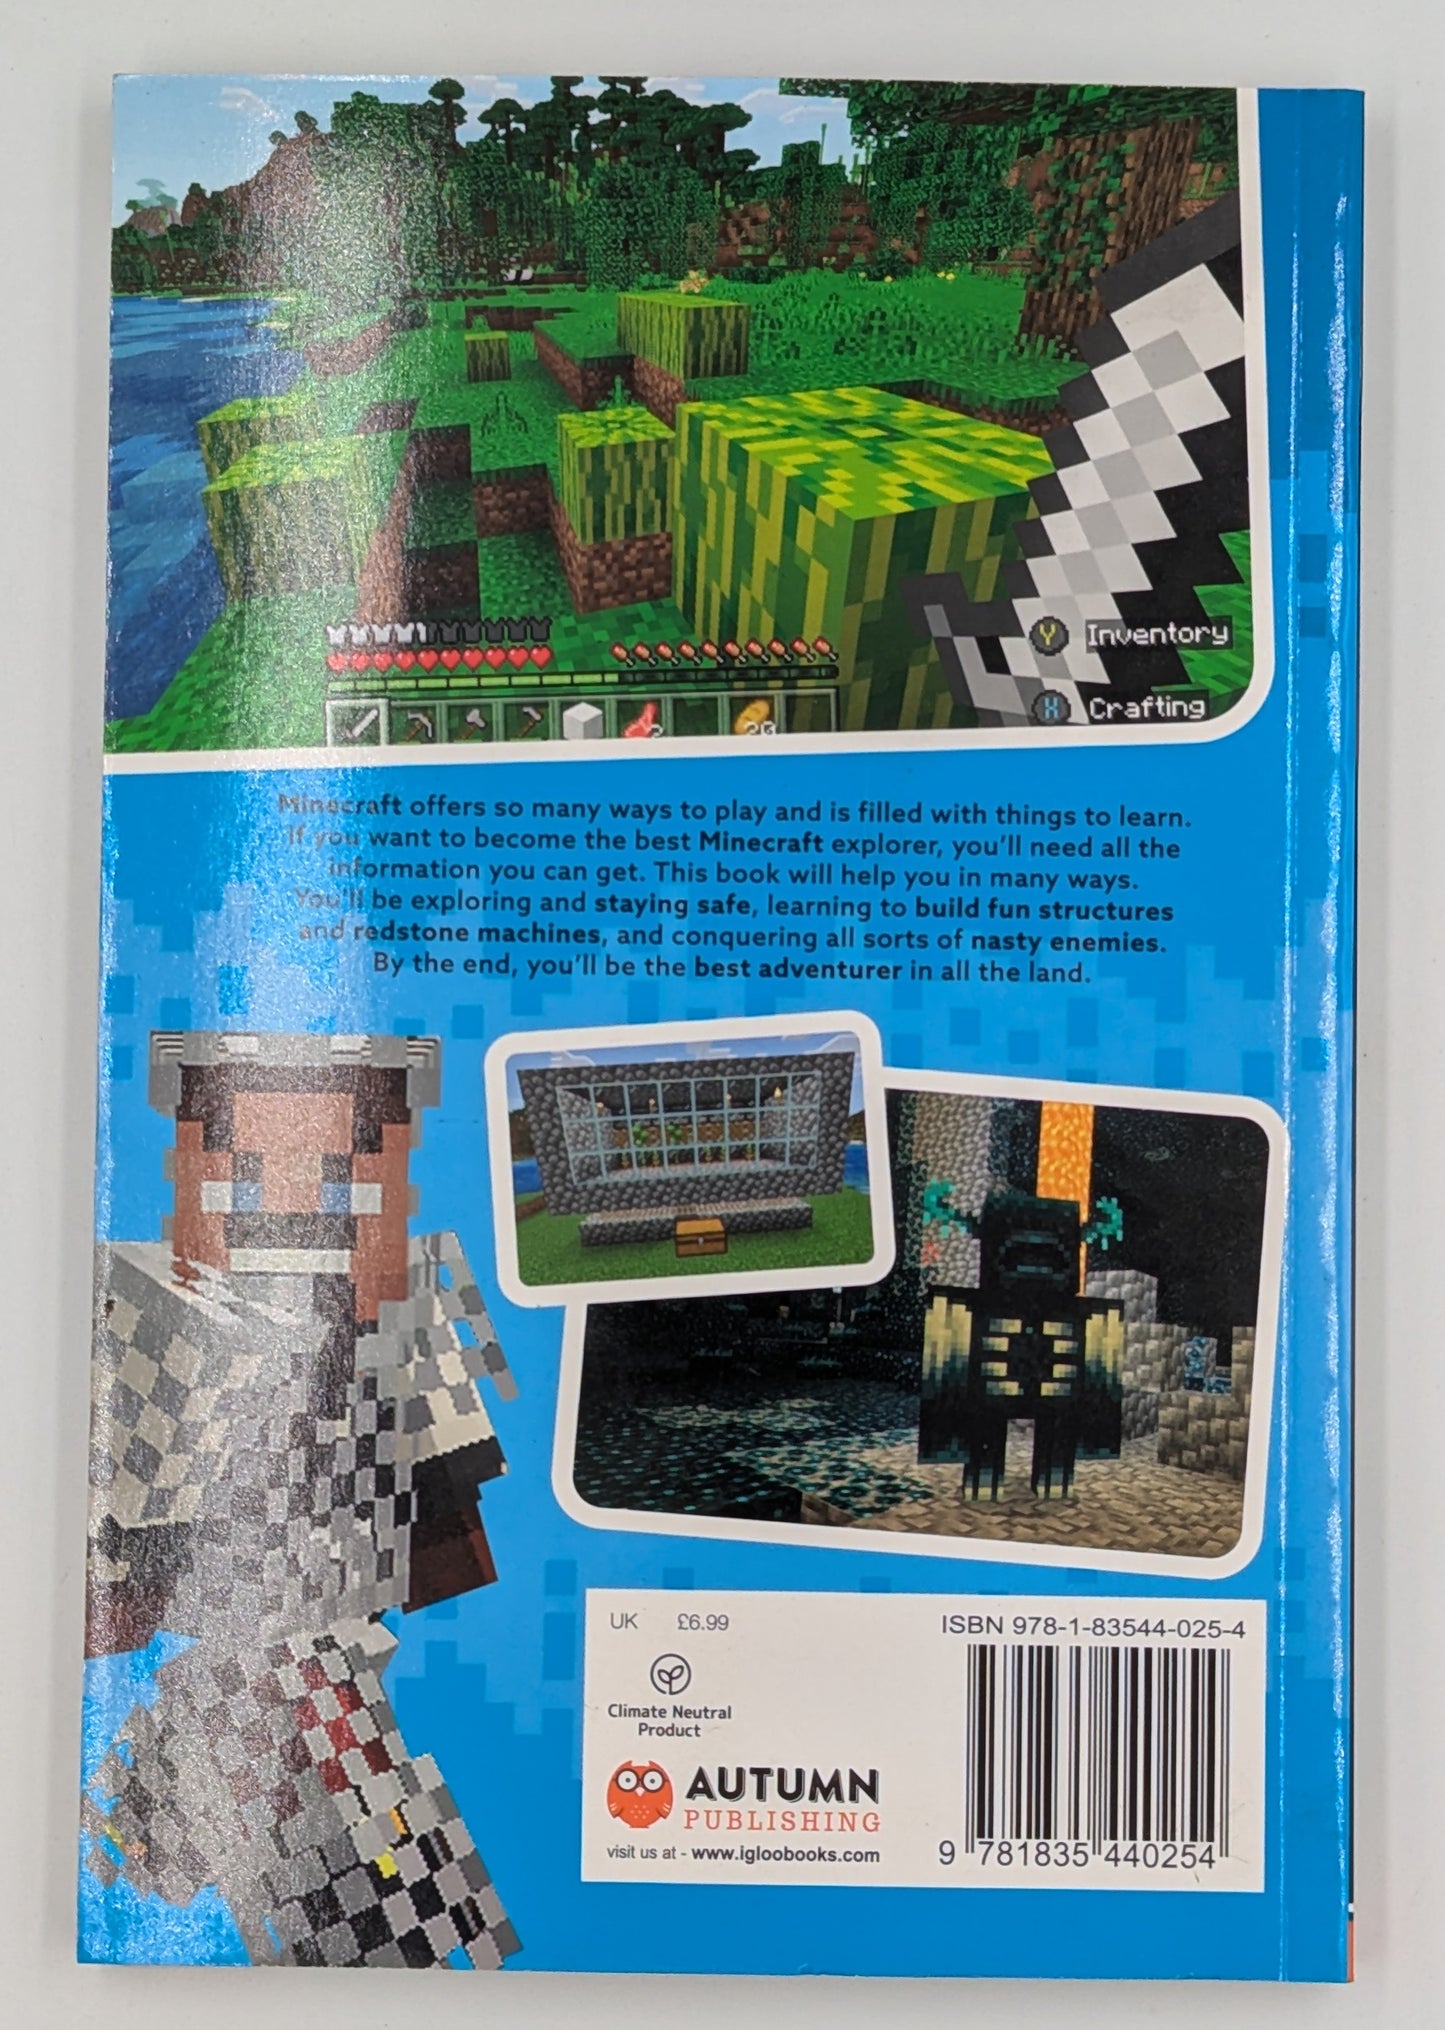 Y Inventory
X Crafting
Minecraft offers so many ways to play and is filled with things to learn.
If you want to become the best Minecraft explorer, you'll need all the
information you can get. This book will help you in many ways.
You'll be exploring and staying safe, learning to build fun structures
and redstone machines, and conquering all sorts of nasty enemies.
By the end, you'll be the best adventurer in all the land.
UK £6.99
ISBN 978-1-83544-025-4
Climate Neutral
Product
AUTUMN
PUBLISHING
visit us at - www.igloobooks.com
9 781835 440254